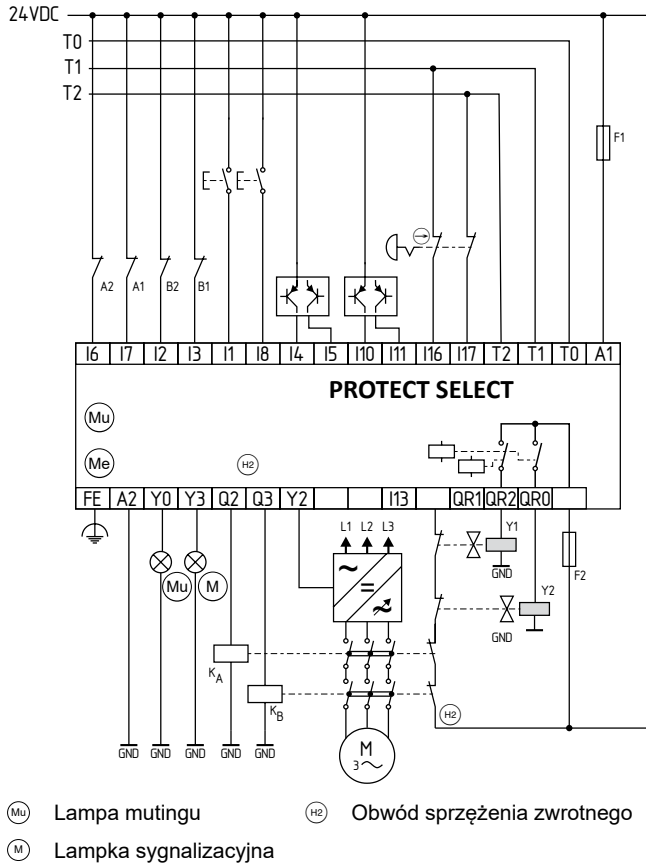 24VDC
T0
T1
T2
F1
A2 A1 B2 B1
I6 I7 I2 I3 I1 I8 I4 I5 I10 I11 I16 I17 T2 T1 T0 A1
PROTECT SELECT
Mu
Me H2
FE A2 Y0 Y3 Q2 Q3 Y2 I13 QR1 QR2 QR0
L1 L2 L3 Y1
GND F2
Mu M Y2
GND
KA
KB
H2
M
3~
GND GND GND GND GND
Mu Lampa mutingu H2 Obwód sprzężenia zwrotnego
M Lampka sygnalizacyjna